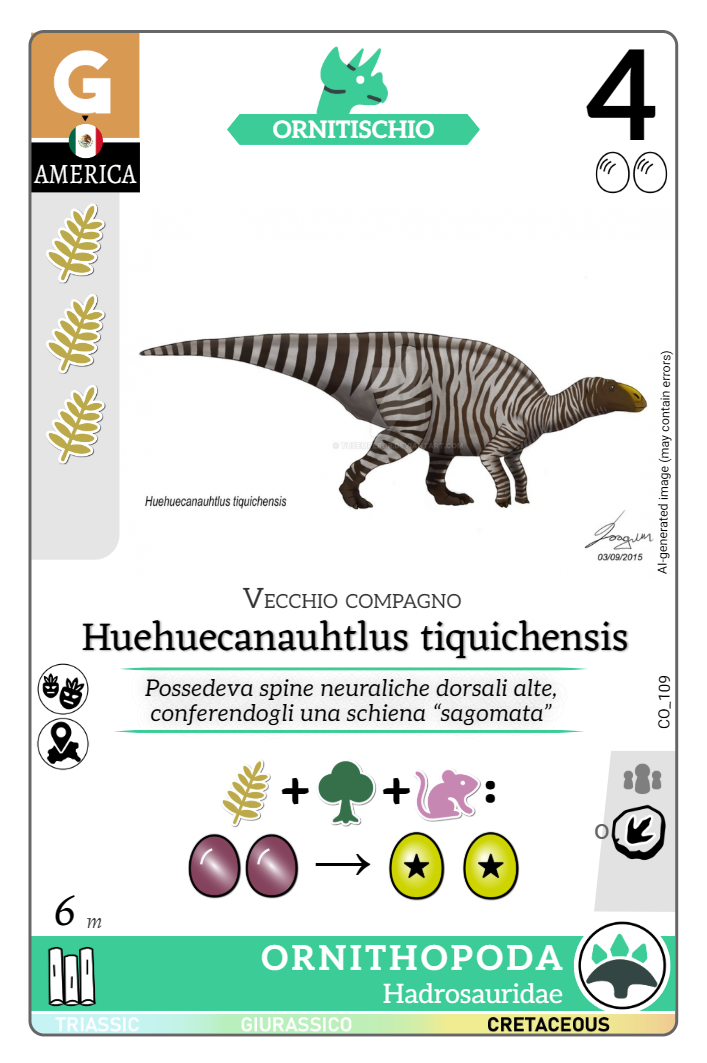 G
AMERICA
ORNITISCHIO
4
Huehuecanauhtlus tiquichensis
03/09/2015
AI-generated image (may contain errors)
VECCHIO COMPAGNO
Huehuecanauhtlus tiquichensis
Possedeva spine neuraliche dorsali alte,
conferendogli una schiena “sagomata”
CO_109
+ + :
O
6 m
ORNITHOPODA
Hadrosauridae
TRIASSIC GIURASSICO CRETACEOUS